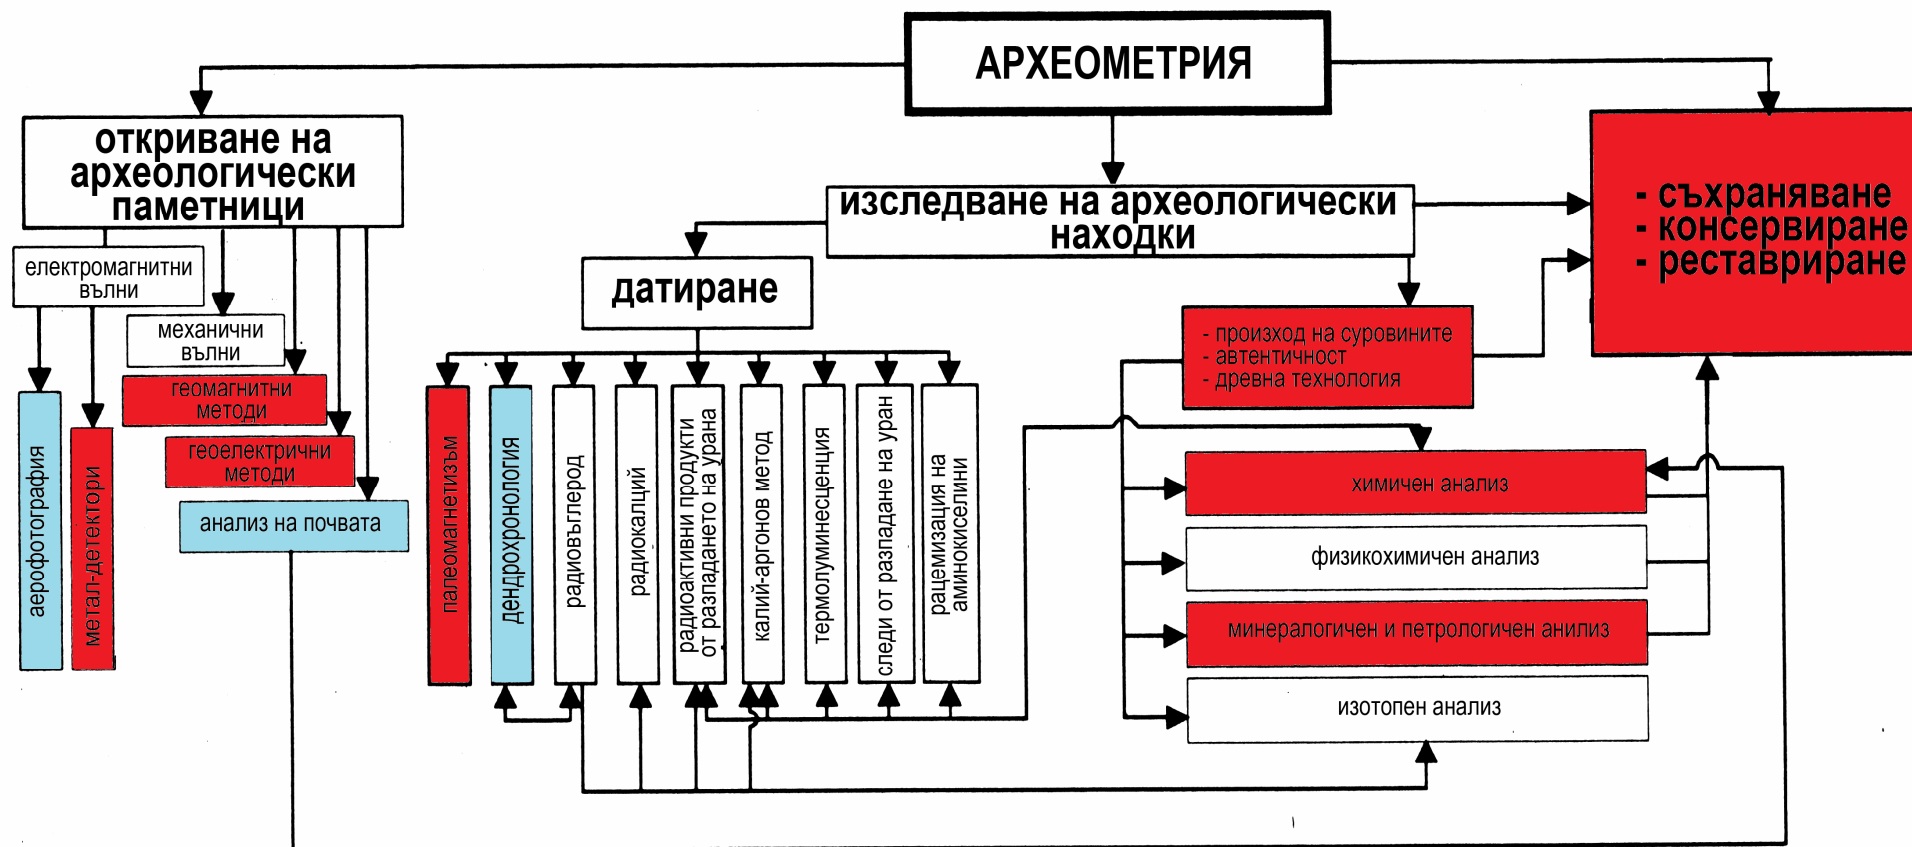 АРХЕОМЕТРИЯ
откриване на
археологически
паметници
изследване на археологически
находки
- съхраняване
- консервиране
- реставриране
електромагнитни
вълни
механични
вълни
геомагнитни
методи
геоелектрични
методи
анализ на почвата
аерофотография
метал-детектори
датиране
палеомагнетизъм
дендрохронология
радиовъглерод
радиокалций
радиоактивни продукти
от разпадането на урана
калий-аргонов метод
термолуминесценция
следи от разпадане на уран
рацемизация на
аминокиселини
- произход на суровините
- автентичност
- древна технология
химичен анализ
физикохимичен анализ
минералогичен и петрологичен анилиз
изотопен анализ